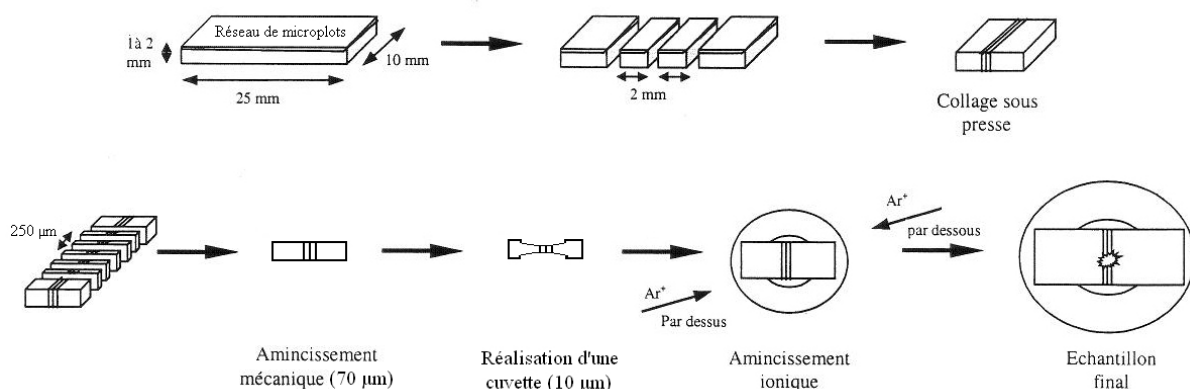 Réseau de microplots
1à 2
mm
10 mm
25 mm
2 mm
Collage sous
presse
250 µm
Amincissement
mécanique (70 µm)
Réalisation d'une
cuvette (10 µm)
Ar⁺
Par dessus
Amincissement
ionique
Ar⁺
par dessous
Echantillon
final